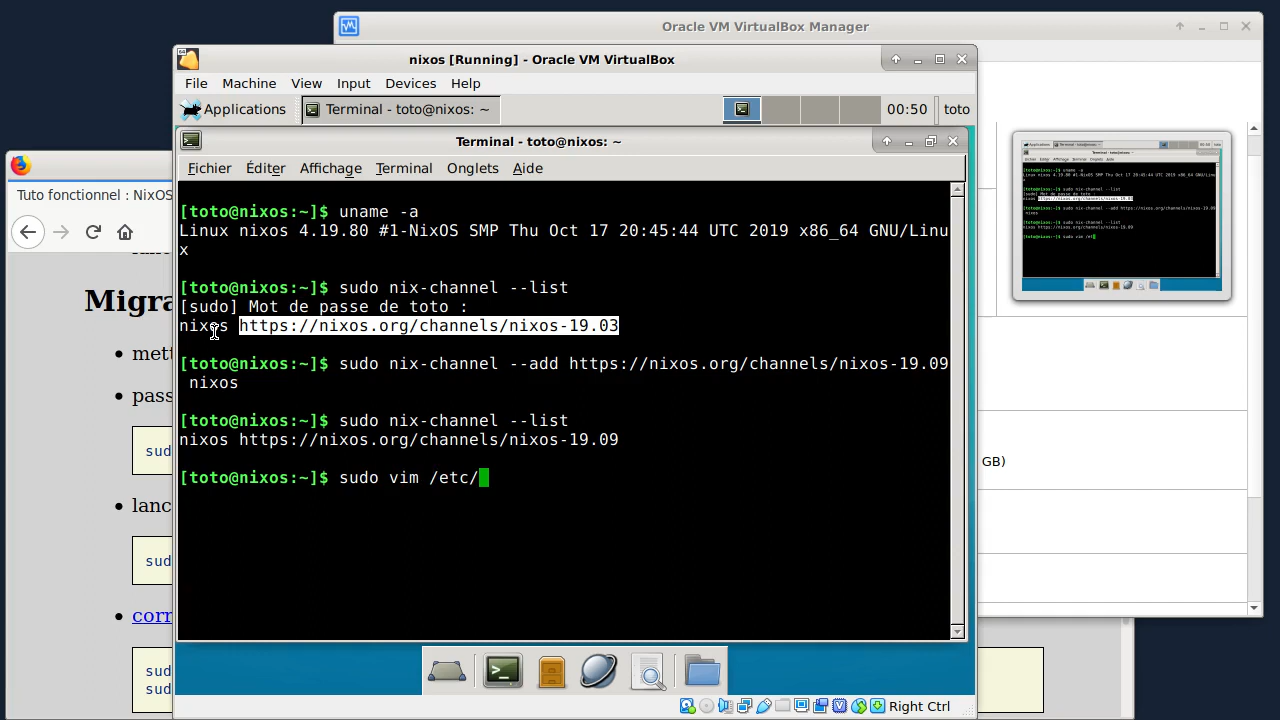 Oracle VM VirtualBox Manager
nixos [Running] - Oracle VM VirtualBox
File Machine View Input Devices Help
Applications Terminal - toto@nixos: ~ 00:50 toto
Terminal - toto@nixos: ~
Fichier Éditer Affichage Terminal Onglets Aide
[toto@nixos:~]$ uname -a
Linux nixos 4.19.80 #1-NixOS SMP Thu Oct 17 20:45:44 UTC 2019 x86_64 GNU/Linu
x
[toto@nixos:~]$ sudo nix-channel --list
[sudo] Mot de passe de toto :
nixos https://nixos.org/channels/nixos-19.03
[toto@nixos:~]$ sudo nix-channel --add https://nixos.org/channels/nixos-19.09
nixos
[toto@nixos:~]$ sudo nix-channel --list
nixos https://nixos.org/channels/nixos-19.09
[toto@nixos:~]$ sudo vim /etc/
Right Ctrl
Tuto fonctionnel : NixOS
Migra
mett
pass
sud
lanc
sud
corr
sud
sud
GB)